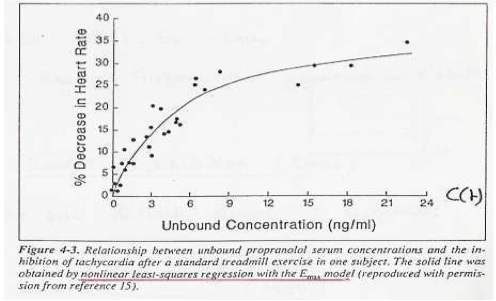 40
35
30
25
20
15
10
5
0
% Decrease in Heart Rate
0 3 6 9 12 15 18 21 24
C(t)
Unbound Concentration (ng/ml)
Figure 4-3. Relationship between unbound propranolol serum concentrations and the in-
hibition of tachycardia after a standard treadmill exercise in one subject. The solid line was
obtained by nonlinear least-squares regression with the Emax model (reproduced with permis-
sion from reference 15).